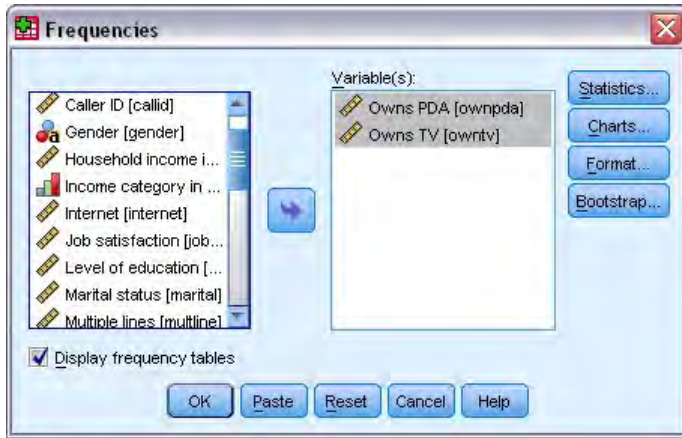 Frequencies
Caller ID [callid]
Gender [gender]
Household income i...
Income category in ...
Internet [internet]
Job satisfaction [job...
Level of education [...
Marital status [marital]
Multiple lines [multline]
Variable(s):
Owns PDA [ownpda]
Owns TV [owntv]
Statistics...
Charts...
Format...
Bootstrap...
Display frequency tables
OK
Paste
Reset
Cancel
Help